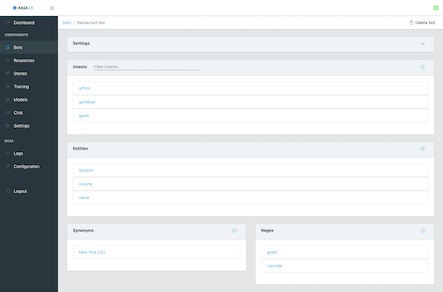 RASA UI
Bots / Restaurant Bot
Delete Bot
Dashboard
COMPONENTS
Bots
Responses
Stories
Training
Models
Chat
Settings
RASA
Logs
Configuration
Logout
Settings
Intents
Filter intents...
affirm
goodbye
greet
Entities
location
cuisine
name
Synonyms
New York City
Regex
greet
zipcode